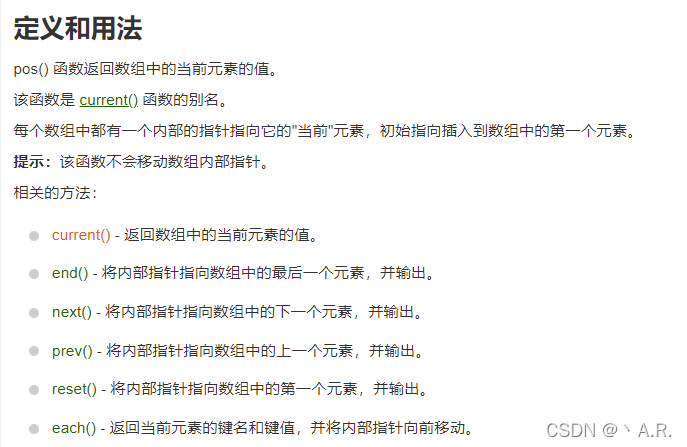 定义和用法
pos() 函数返回数组中的当前元素的值。
该函数是 current() 函数的别名。
每个数组中都有一个内部的指针指向它的"当前"元素，初始指向插入到数组中的第一个元素。
提示：该函数不会移动数组内部指针。
相关的方法：
current() - 返回数组中的当前元素的值。
end() - 将内部指针指向数组中的最后一个元素，并输出。
next() - 将内部指针指向数组中的下一个元素，并输出。
prev() - 将内部指针指向数组中的上一个元素，并输出。
reset() - 将内部指针指向数组中的第一个元素，并输出。
each() - 返回当前元素的键名和键值，并将内部指针向前移动。
CSDN @丶A.R.